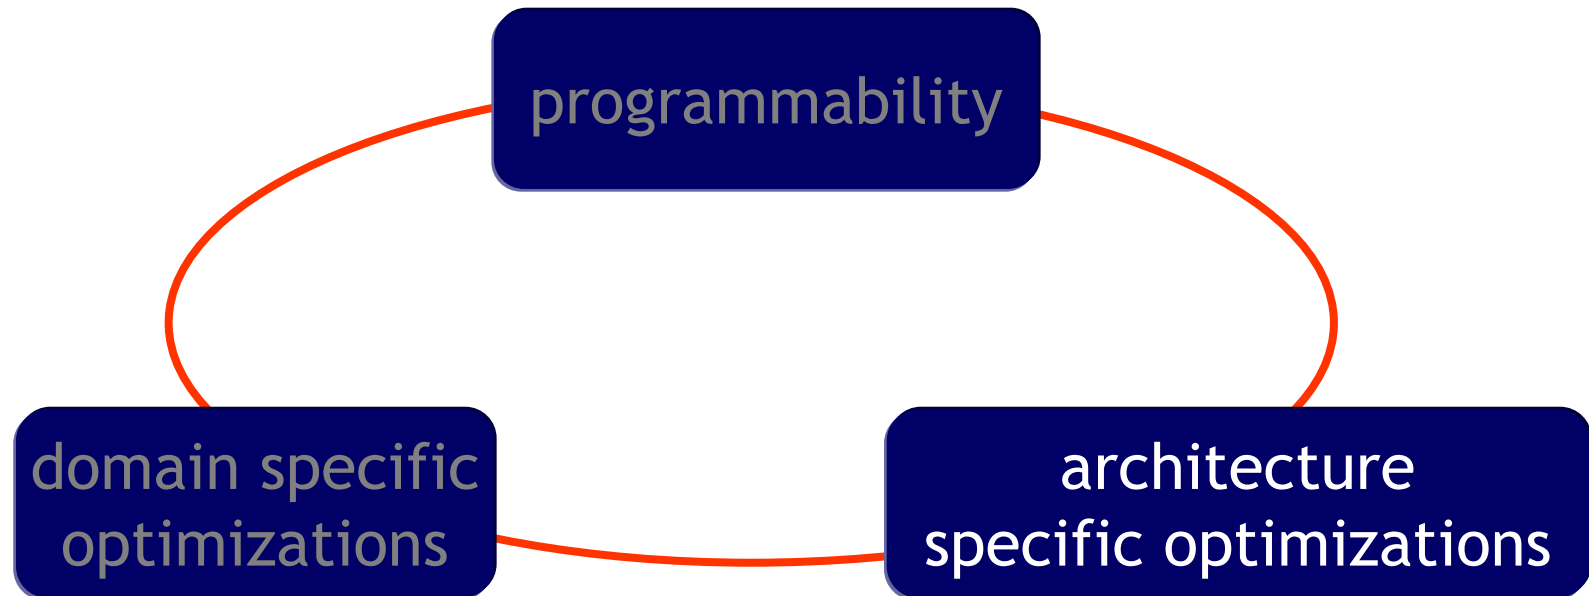 programmability
domain specific
optimizations
architecture
specific optimizations